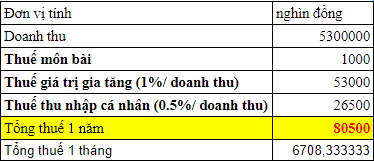 Đơn vị tính nghìn đồng
Doanh thu 5300000
Thuế môn bài 1000
Thuế giá trị gia tăng (1%/ doanh thu) 53000
Thuế thu nhập cá nhân (0.5%/ doanh thu) 26500
Tổng thuế 1 năm 80500
Tổng thuế 1 tháng 6708,333333